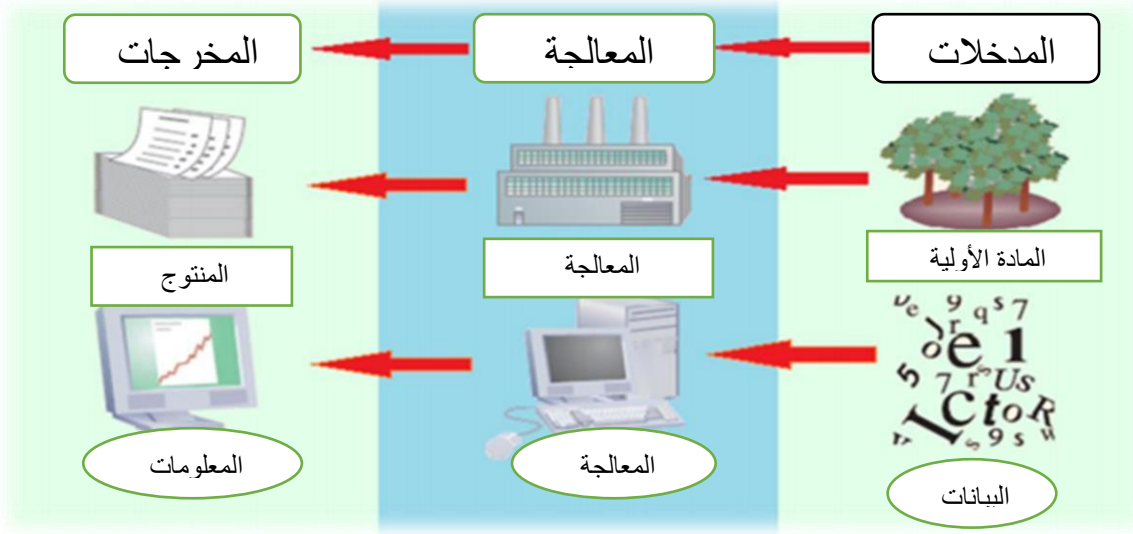 المدخلات
المعالجة
المخرجات
المادة الأولية
المعالجة
المنتوج
البيانات
المعالجة
المعلومات